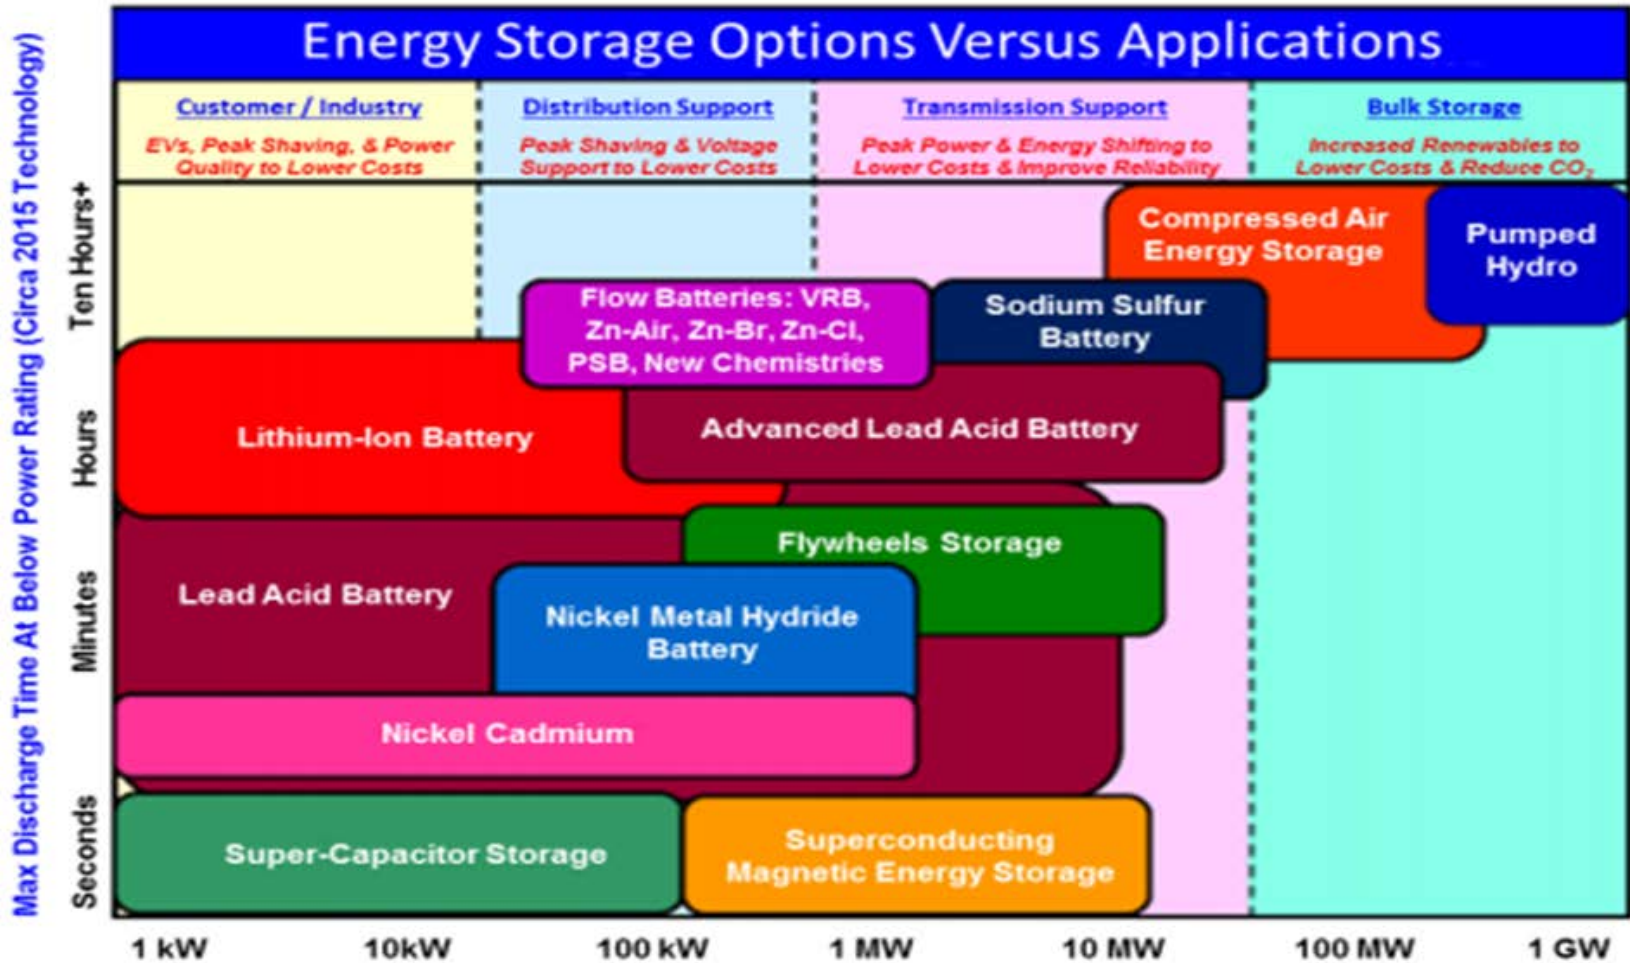 Energy Storage Options Versus Applications
Max Discharge Time At Below Power Rating (Circa 2015 Technology)
Customer / Industry
EVs, Peak Shaving, & Power
Quality to Lower Costs
Distribution Support
Peak Shaving & Voltage
Support to Lower Costs
Transmission Support
Peak Power & Energy Shifting to
Lower Costs & Improve Reliability
Bulk Storage
Increased Renewables to
Lower Costs & Reduce CO₂
Ten Hours+
Hours
Minutes
Seconds
Compressed Air
Energy Storage
Pumped
Hydro
Flow Batteries: VRB,
Zn-Air, Zn-Br, Zn-Cl,
PSB, New Chemistries
Sodium Sulfur
Battery
Lithium-Ion Battery
Advanced Lead Acid Battery
Flywheels Storage
Lead Acid Battery
Nickel Metal Hydride
Battery
Nickel Cadmium
Super-Capacitor Storage
Superconducting
Magnetic Energy Storage
1 kW 10kW 100 kW 1 MW 10 MW 100 MW 1 GW